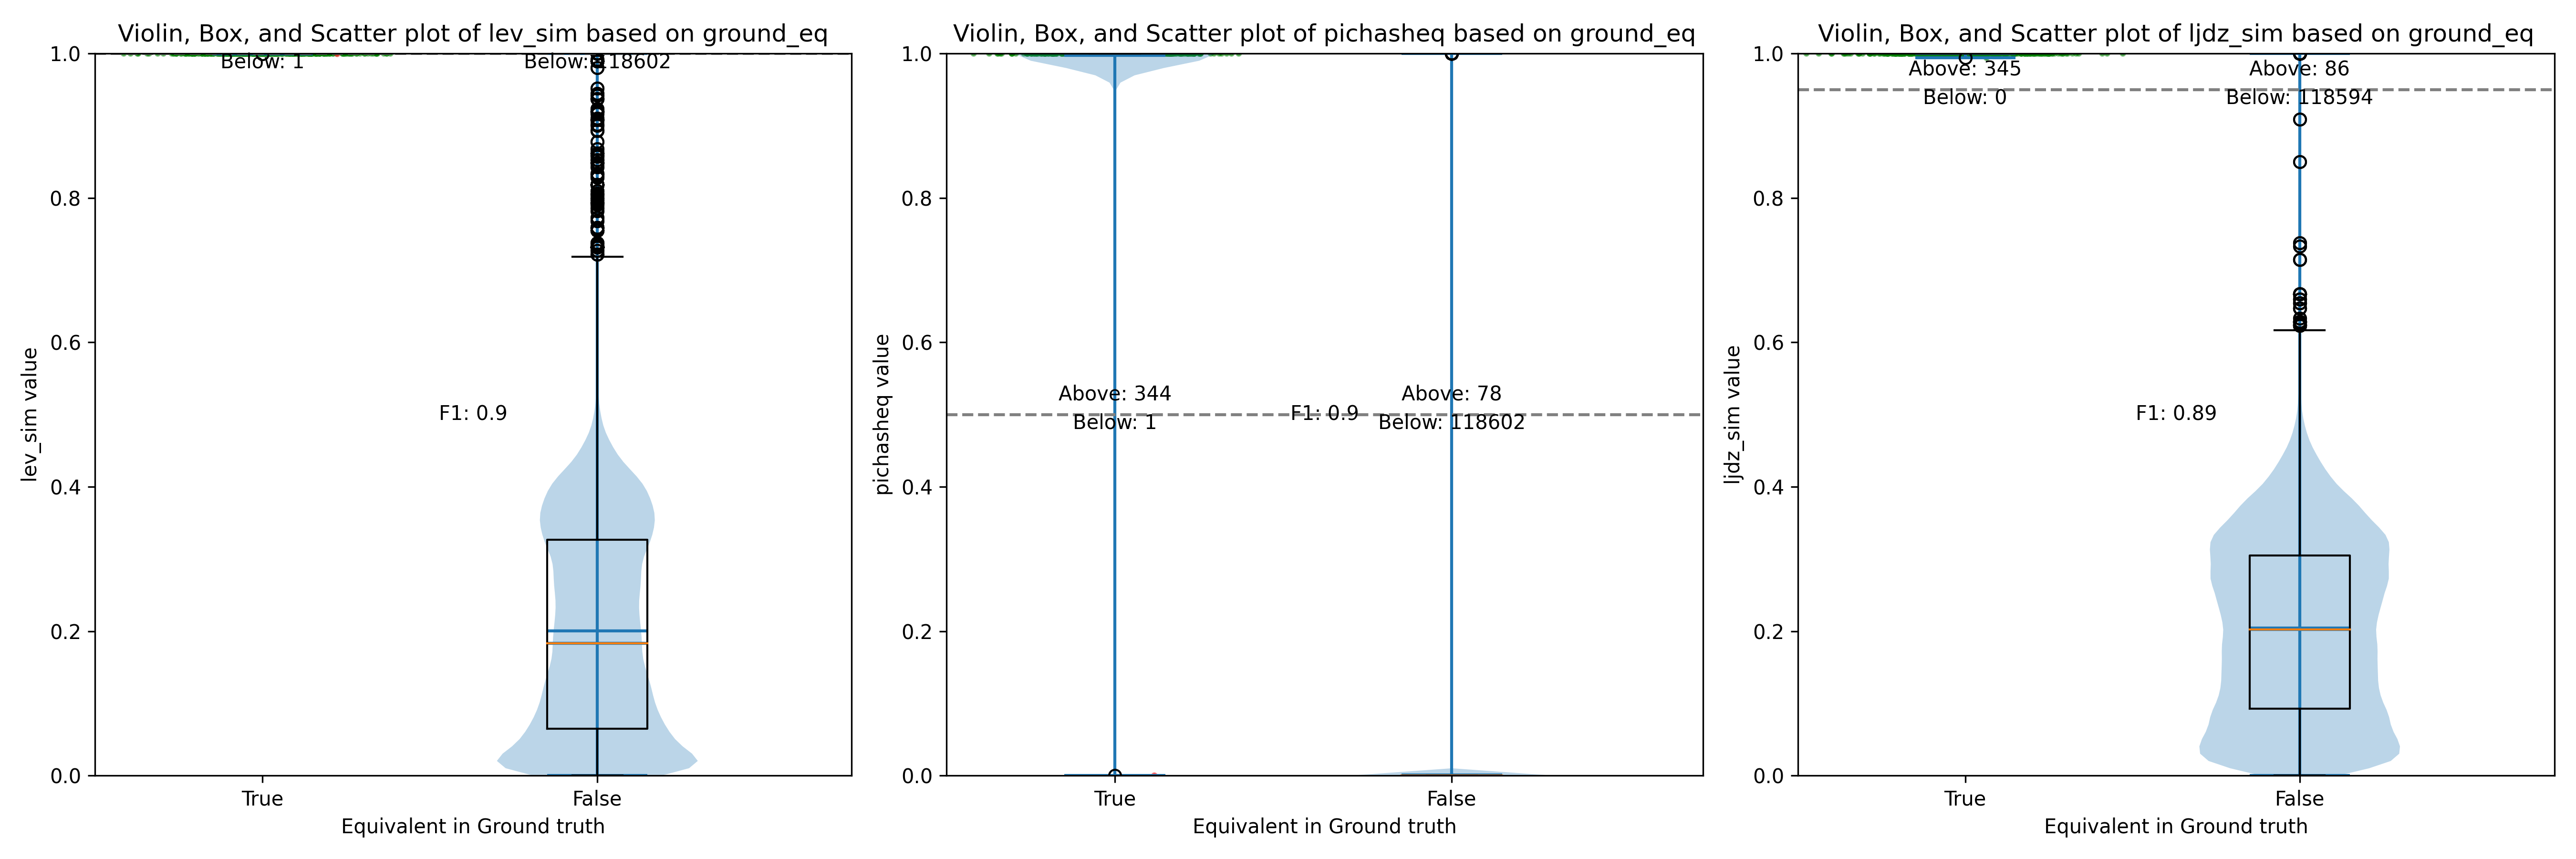 Violin, Box, and Scatter plot of lev_sim based on ground_eq
1.0
0.8
0.6
0.4
0.2
0.0
lev_sim value
Below: 1
Below: 118602
F1: 0.9
True
False
Equivalent in Ground truth
Violin, Box, and Scatter plot of pichasheq based on ground_eq
1.0
0.8
0.6
0.4
0.2
0.0
pichasheq value
Above: 344
Above: 78
F1: 0.9
Below: 1
Below: 118602
True
False
Equivalent in Ground truth
Violin, Box, and Scatter plot of ljdz_sim based on ground_eq
1.0
0.8
0.6
0.4
0.2
0.0
ljdz_sim value
Above: 345
Above: 86
Below: 0
Below: 118594
F1: 0.89
True
False
Equivalent in Ground truth